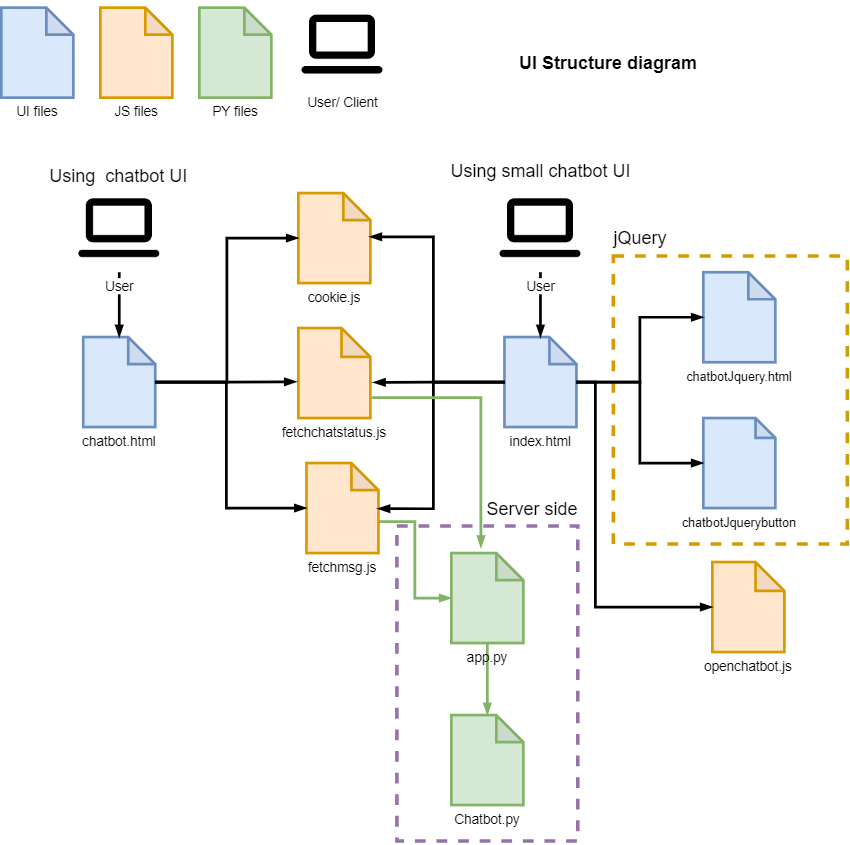 UI Structure diagram
UI files
JS files
PY files
User/ Client
Using  chatbot UI
Using small chatbot UI
jQuery
User
User
cookie.js
chatbotJquery.html
chatbot.html
fetchchatstatus.js
index.html
chatbotJquerybutton
Server side
fetchmsg.js
app.py
openchatbot.js
Chatbot.py